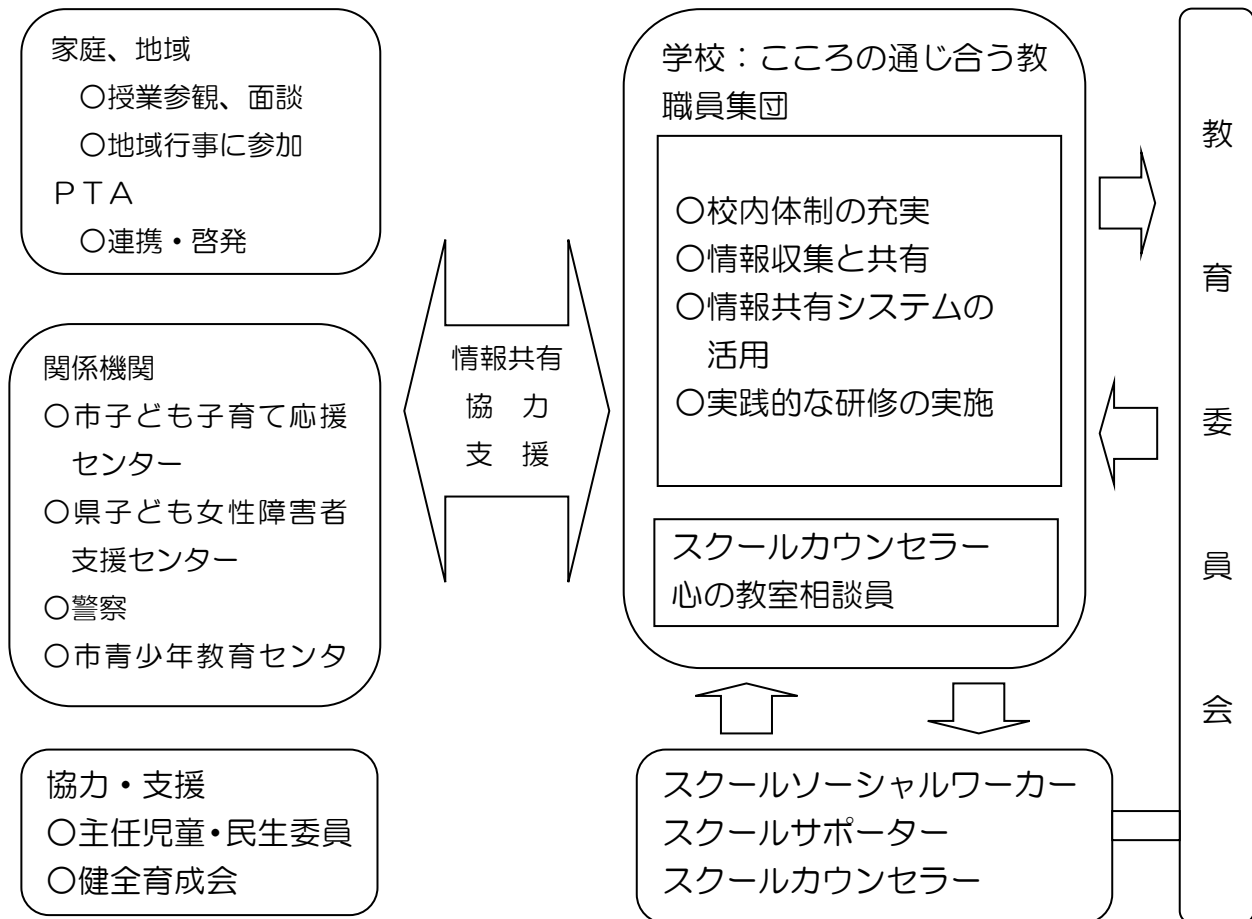 家庭、地域
○授業参観、面談
○地域行事に参加
ＰＴＡ
○連携・啓発
関係機関
○市子ども子育て応援
センター
○県子ども女性障害者
支援センター
○警察
○市青少年教育センタ
協力・支援
○主任児童・民生委員
○健全育成会
情報共有
協　力
支　援
学校：こころの通じ合う教
職員集団
○校内体制の充実
○情報収集と共有
○情報共有システムの
活用
○実践的な研修の実施
スクールカウンセラー
心の教室相談員
スクールソーシャルワーカー
スクールサポーター
スクールカウンセラー
教育委員会